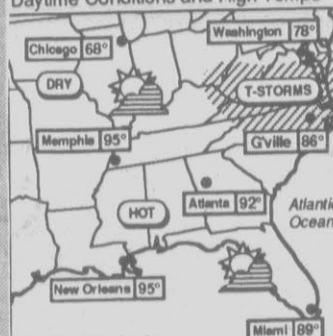 Daytime Conditions and High Temps
Washington 78°
Chicago 68°
DRY
T-STORMS
Memphis 95°
G'ville 86°
Atlanta 92°
HOT
Atlantic
Ocean
New Orleans 95°
Miami 89°